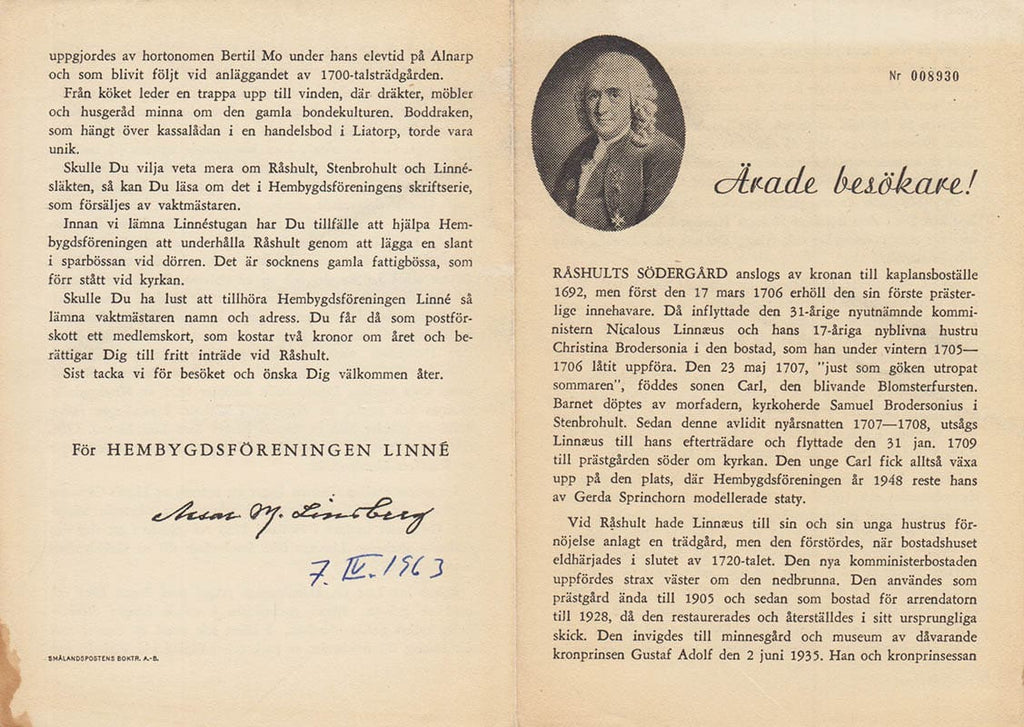 uppgjordes av hortonomen Bertil Mo under hans elevtid på Alnarp
och som blivit följt vid anläggandet av 1700-talsträdgården.
Från köket leder en trappa upp till vinden, där dräkter, möbler
och husgeråd minna om den gamla bondekulturen. Boddraken,
som hängt över kassalådan i en handelsbod i Liatorp, torde vara
unik.
Skulle Du vilja veta mera om Råshult, Stenbrohult och Linné-
släkten, så kan Du läsa om det i Hembygdsföreningens skriftserie,
som försäljes av vaktmästaren.
Innan vi lämna Linnéstugan har Du tillfälle att hjälpa Hem-
bygdsföreningen att underhålla Råshult genom att lägga en slant
i sparbössan vid dörren. Det är socknens gamla fattigbössa, som
förr stått vid kyrkan.
Skulle Du ha lust att tillhöra Hembygdsföreningen Linné så
lämna vaktmästaren namn och adress. Du får då som postför-
skott ett medlemskort, som kostar två kronor om året och be-
rättigar Dig till fritt inträde vid Råshult.
Sist tacka vi för besöket och önska Dig välkommen åter.
För HEMBYGDSFÖRENINGEN LINNÉ
M.
7. IV. 1963
SMÅLANDSPOSTENS BOKTR. A.-B.
Nr 008930
Ärade besökare!
RÅSHULTS SÖDERGÅRD anslogs av kronan till kaplansboställe
1692, men först den 17 mars 1706 erhöll den sin förste präster-
lige innehavare. Då inflyttade den 31-årige nyutnämnde kommi-
nistern Nicalous Linnæus och hans 17-åriga nyblivna hustru
Christina Brodersonia i den bostad, som han under vintern 1705—
1706 låtit uppföra. Den 23 maj 1707, "just som göken utropat
sommaren", föddes sonen Carl, den blivande Blomsterfursten.
Barnet döptes av morfadern, kyrkoherde Samuel Brodersonius i
Stenbrohult. Sedan denne avlidit nyårsnatten 1707—1708, utsågs
Linnæus till hans efterträdare och flyttade den 31 jan. 1709
till prästgården söder om kyrkan. Den unge Carl fick alltså växa
upp på den plats, där Hembygdsföreningen år 1948 reste hans
av Gerda Sprinchorn modellerade staty.
Vid Råshult hade Linnæus till sin och sin unga hustrus för-
nöjelse anlagt en trädgård, men den förstördes, när bostadshuset
eldhärjades i slutet av 1720-talet. Den nya komministerbostaden
uppfördes strax väster om den nedbrunna. Den användes som
prästgård ända till 1905 och sedan som bostad för arrendatorn
till 1928, då den restaurerades och återställdes i sitt ursprungliga
skick. Den invigdes till minnesgård och museum av dåvarande
kronprinsen Gustaf Adolf den 2 juni 1935. Han och kronprinsessan